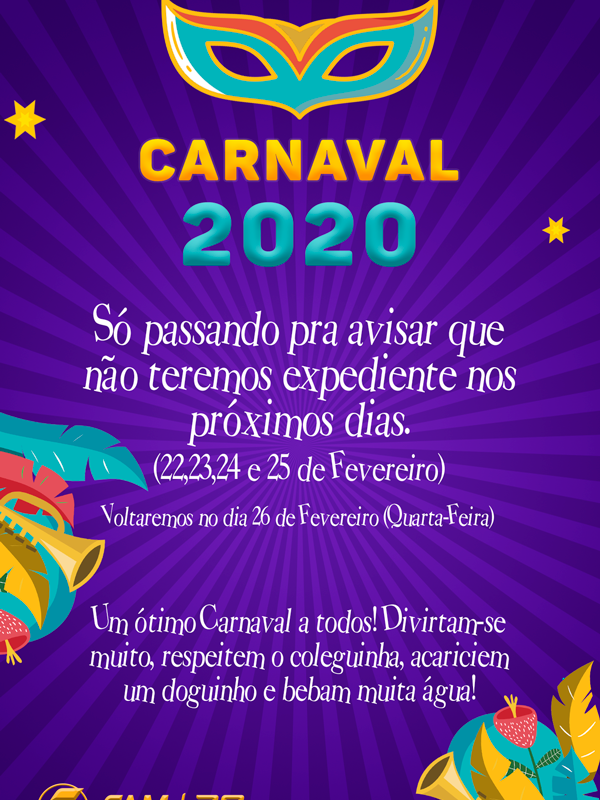 CARNAVAL
2020
Só passando pra avisar que
não teremos expediente nos
próximos dias.
(22,23,24 e 25 de Fevereiro)
Voltaremos no dia 26 de Fevereiro (Quarta-Feira)
Um ótimo Carnaval a todos! Divirtam-se
muito, respeitem o coleguinha, acariciem
um doguinho e bebam muita água!